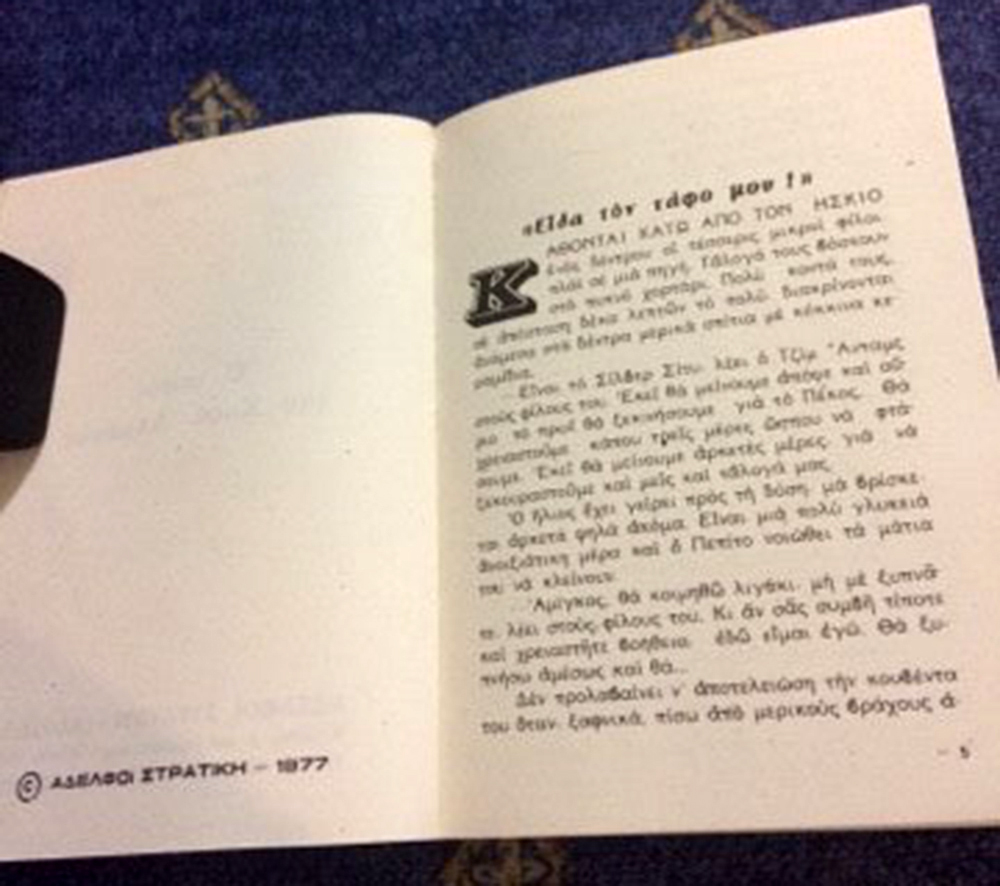 © ΑΔΕΛΦΟΙ ΣΤΡΑΤΙΚΗ — 1977
«Είδα τὸν τάφο μου!»
ΚΑΘΟΝΤΑΙ ΚΑΤΩ ΑΠΟ ΤΟΝ ΗΣΚΙΟ
ἑνὸς δέντρου οἱ τέσσερις μικροὶ φίλοι
πλάϊ σὲ μιὰ πηγή. Τἄλογά τους βόσκουν
στὸ πυκνὸ χορτάρι. Πολὺ κοντά τους,
σὲ ἀπόσταση δέκα λεπτῶν τὸ πολύ, διακρίνονται
ἀνάμεσα στὰ δέντρα μερικὰ σπίτια μὲ κόκκινα κε-
ραμίδια.
— Εἶναι τὸ Σίλβερ Σίτυ, λέει ὁ Τζὶμ Ἄνταμς
στοὺς φίλους του. Ἐκεῖ θὰ μείνουμε ἀπόψε καὶ αὔ-
ριο τὸ πρωὶ θὰ ξεκινήσουμε γιὰ τὸ Πέκος. Θὰ
χρειαστοῦμε κάπου τρεῖς μέρες ὥσπου νὰ φτά-
σουμε. Ἐκεῖ θὰ μείνουμε ἀρκετὲς μέρες, γιὰ νὰ
ξεκουραστοῦμε καὶ μεῖς καὶ τἄλογά μας.
Ὁ ἥλιος ἔχει γείρει πρὸς τὴ δύση, μὰ βρίσκε-
ται ἀρκετὰ ψηλὰ ἀκόμα. Εἶναι μιὰ πολὺ γλυκειὰ
ἀνοιξιάτικη μέρα καὶ ὁ Πεπίτο νοιώθει τὰ μάτια
του νὰ κλείνουν.
— Ἀμίγκος, θὰ κοιμηθῶ λιγάκι, μὴ μὲ ξυπνᾶ-
τε, λέει στοὺς φίλους του. Κι ἂν σᾶς συμβῆ τίποτε
καὶ χρειαστῆτε βοήθεια, ἐδῶ εἶμαι ἐγώ. Θὰ ξυ-
πνήσω ἀμέσως καὶ θὰ...
Δὲν προλαβαίνει ν' ἀποτελειώση τὴν κουβέντα
του ὅταν, ξαφνικά, πίσω ἀπὸ μερικοὺς βράχους ἀ-
— 5